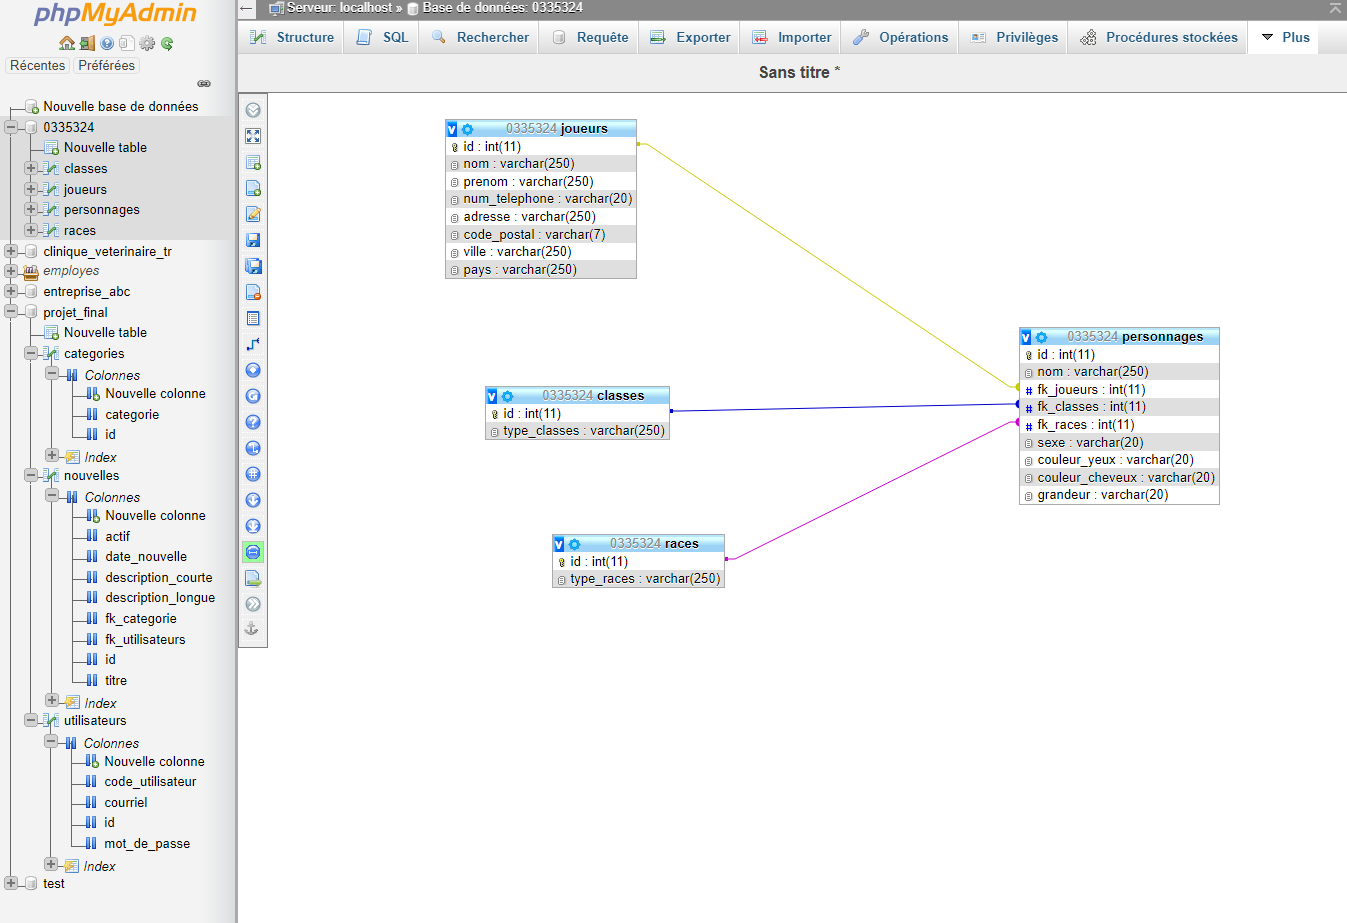 phpMyAdmin
Récentes
Préférées
Nouvelle base de données
0335324
Nouvelle table
classes
joueurs
personnages
races
clinique_veterinaire_tr
employes
entreprise_abc
projet_final
Nouvelle table
categories
Colonnes
Nouvelle colonne
categorie
id
Index
nouvelles
Colonnes
Nouvelle colonne
actif
date_nouvelle
description_courte
description_longue
fk_categorie
fk_utilisateurs
id
titre
Index
utilisateurs
Colonnes
Nouvelle colonne
code_utilisateur
courriel
id
mot_de_passe
Index
test
Serveur: localhost » Base de données: 0335324
Structure
SQL
Rechercher
Requête
Exporter
Importer
Opérations
Privilèges
Procédures stockées
Plus
Sans titre *
0335324 joueurs
id : int(11)
nom : varchar(250)
prenom : varchar(250)
num_telephone : varchar(20)
adresse : varchar(250)
code_postal : varchar(7)
ville : varchar(250)
pays : varchar(250)
0335324 classes
id : int(11)
type_classes : varchar(250)
0335324 races
id : int(11)
type_races : varchar(250)
0335324 personnages
id : int(11)
nom : varchar(250)
fk_joueurs : int(11)
fk_classes : int(11)
fk_races : int(11)
sexe : varchar(20)
couleur_yeux : varchar(20)
couleur_cheveux : varchar(20)
grandeur : varchar(20)